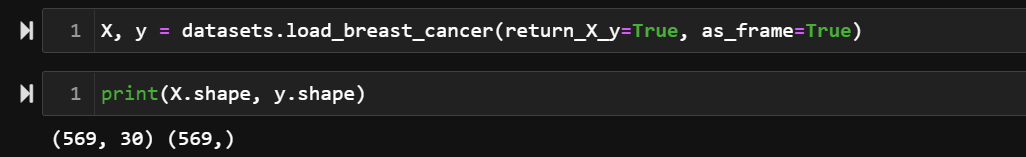 1 X, y = datasets.load_breast_cancer(return_X_y=True, as_frame=True)
1 print(X.shape, y.shape)
(569, 30) (569,)